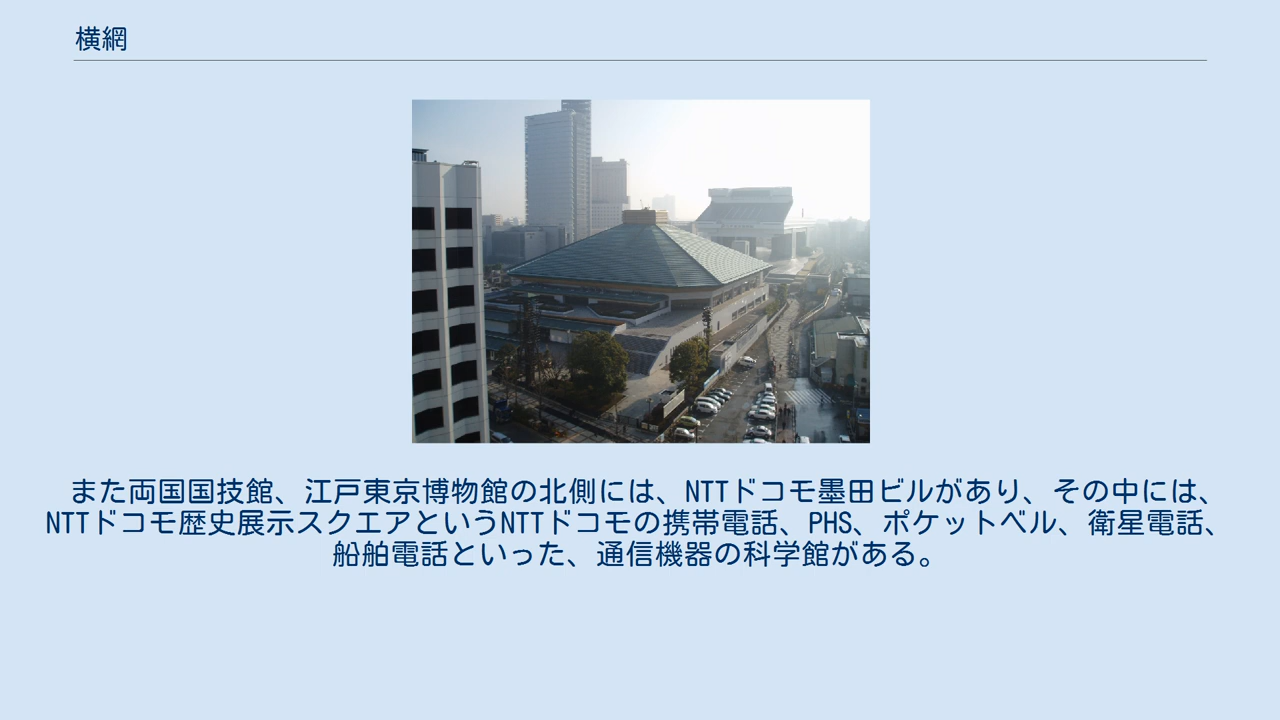 横網
また両国国技館、江戸東京博物館の北側には、NTTドコモ墨田ビルがあり、その中には、
NTTドコモ歴史展示スクエアというNTTドコモの携帯電話、PHS、ポケットベル、衛星電話、
船舶電話といった、通信機器の科学館がある。